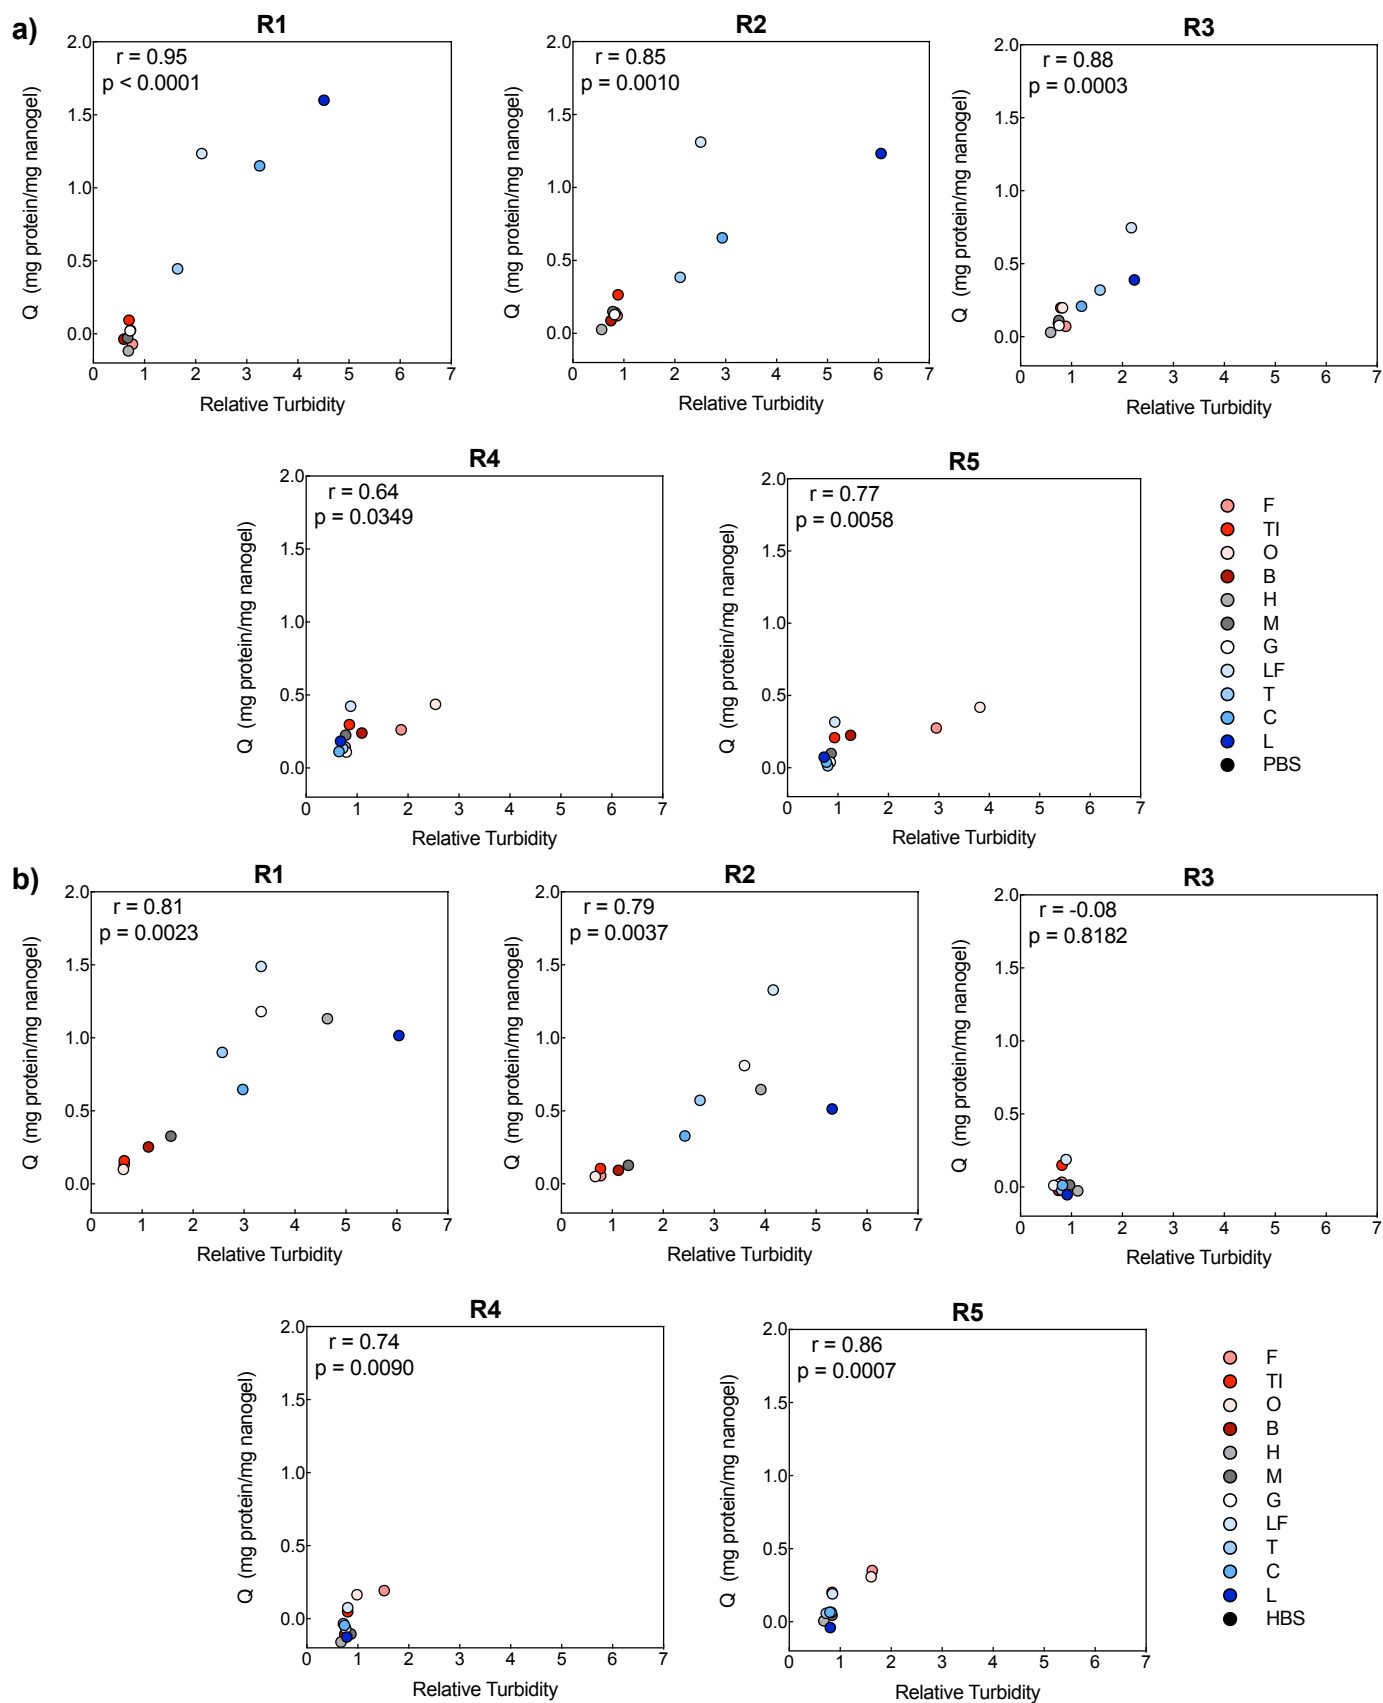 a)
R1
r = 0.95
p < 0.0001
2.0
1.5
1.0
0.5
0.0
Q (mg protein/mg nanogel)
0 1 2 3 4 5 6 7
Relative Turbidity
R2
r = 0.85
p = 0.0010
2.0
1.5
1.0
0.5
0.0
Q (mg protein/mg nanogel)
0 1 2 3 4 5 6 7
Relative Turbidity
R3
r = 0.88
p = 0.0003
2.0
1.5
1.0
0.5
0.0
Q (mg protein/mg nanogel)
0 1 2 3 4 5 6 7
Relative Turbidity
R4
r = 0.64
p = 0.0349
2.0
1.5
1.0
0.5
0.0
Q (mg protein/mg nanogel)
0 1 2 3 4 5 6 7
Relative Turbidity
R5
r = 0.77
p = 0.0058
2.0
1.5
1.0
0.5
0.0
Q (mg protein/mg nanogel)
0 1 2 3 4 5 6 7
Relative Turbidity
F
TI
O
B
H
M
G
LF
T
C
L
PBS
b)
R1
r = 0.81
p = 0.0023
2.0
1.5
1.0
0.5
0.0
Q (mg protein/mg nanogel)
0 1 2 3 4 5 6 7
Relative Turbidity
R2
r = 0.79
p = 0.0037
2.0
1.5
1.0
0.5
0.0
Q (mg protein/mg nanogel)
0 1 2 3 4 5 6 7
Relative Turbidity
R3
r = -0.08
p = 0.8182
2.0
1.5
1.0
0.5
0.0
Q (mg protein/mg nanogel)
0 1 2 3 4 5 6 7
Relative Turbidity
R4
r = 0.74
p = 0.0090
2.0
1.5
1.0
0.5
0.0
Q (mg protein/mg nanogel)
0 1 2 3 4 5 6 7
Relative Turbidity
R5
r = 0.86
p = 0.0007
2.0
1.5
1.0
0.5
0.0
Q (mg protein/mg nanogel)
0 1 2 3 4 5 6 7
Relative Turbidity
F
TI
O
B
H
M
G
LF
T
C
L
HBS